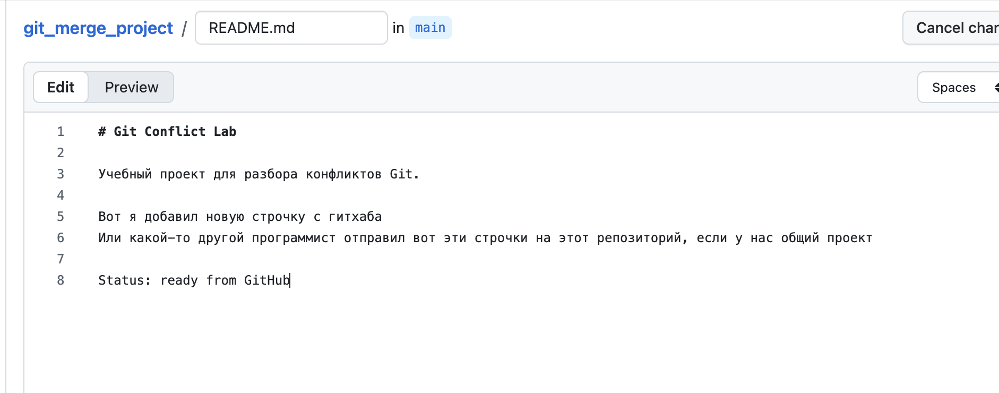 git_merge_project / README.md in main Cancel
Edit Preview Spaces
1 # Git Conflict Lab
2
3 Учебный проект для разбора конфликтов Git.
4
5 Вот я добавил новую строчку с гитхаба
6 Или какой-то другой программист отправил вот эти строчки на этот репозиторий, если у нас общий проект
7
8 Status: ready from GitHub